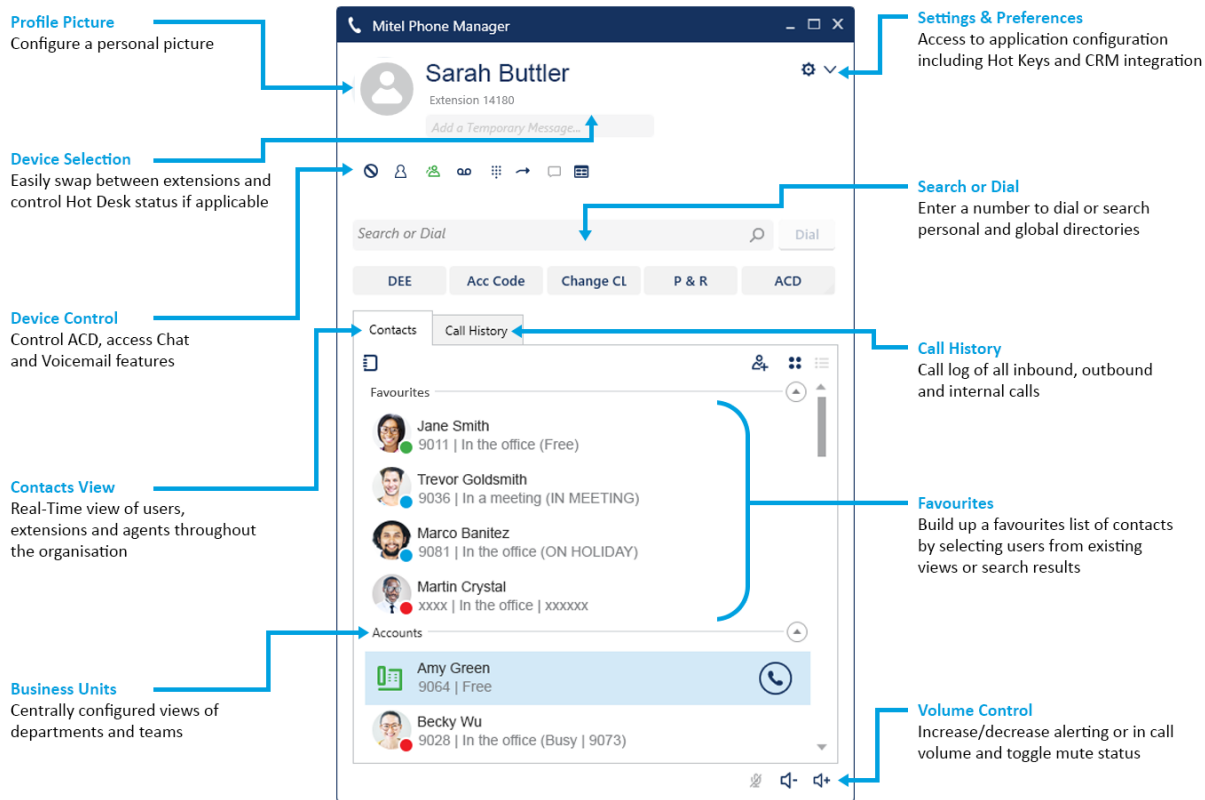 Profile Picture
Configure a personal picture
Device Selection
Easily swap between extensions and
control Hot Desk status if applicable
Device Control
Control ACD, access Chat
and Voicemail features
Contacts View
Real-Time view of users,
extensions and agents throughout
the organisation
Business Units
Centrally configured views of
departments and teams
Mitel Phone Manager
Sarah Buttler
Extension 14180
Add a Temporary Message...
Search or Dial
Dial
DEE
Acc Code
Change CL
P & R
ACD
Contacts
Call History
Favourites
Jane Smith
9011 | In the office (Free)
Trevor Goldsmith
9036 | In a meeting (IN MEETING)
Marco Banitez
9081 | In the office (ON HOLIDAY)
Martin Crystal
xxxx | In the office | xxxxxx
Accounts
Amy Green
9064 | Free
Becky Wu
9028 | In the office (Busy | 9073)
Settings & Preferences
Access to application configuration
including Hot Keys and CRM integration
Search or Dial
Enter a number to dial or search
personal and global directories
Call History
Call log of all inbound, outbound
and internal calls
Favourites
Build up a favourites list of contacts
by selecting users from existing
views or search results
Volume Control
Increase/decrease alerting or in call
volume and toggle mute status